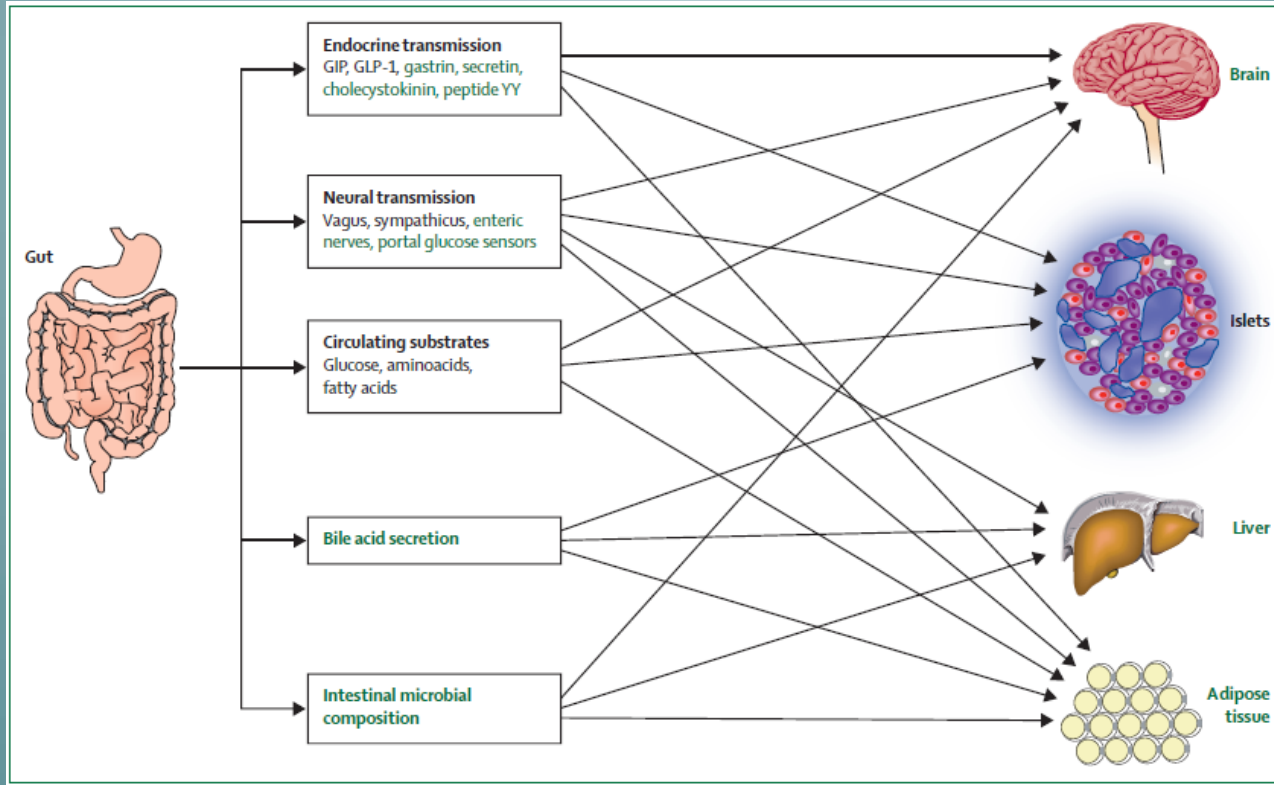 Endocrine transmission
GIP, GLP-1, gastrin, secretin,
cholecystokinin, peptide YY
Brain
Neural transmission
Vagus, sympathicus, enteric
nerves, portal glucose sensors
Gut
Islets
Circulating substrates
Glucose, aminoacids,
fatty acids
Bile acid secretion
Liver
Intestinal microbial
composition
Adipose
tissue